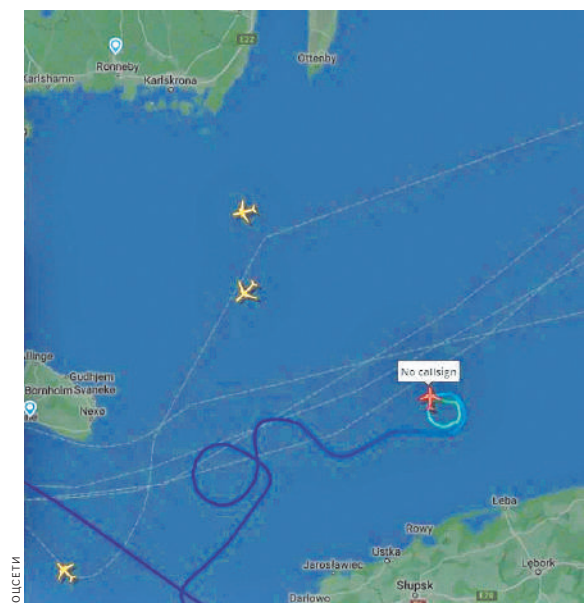 E22
Ronneby
Karlshamn
Karlskrona
Ottenby
No callsign
Gudhjem
Bornholm Svaneke
Nexø
Łeba
Rowy
Ustka
Jarosławiec
Lębork
Słupsk
E28
Darłowo
ОЦСЕТИ